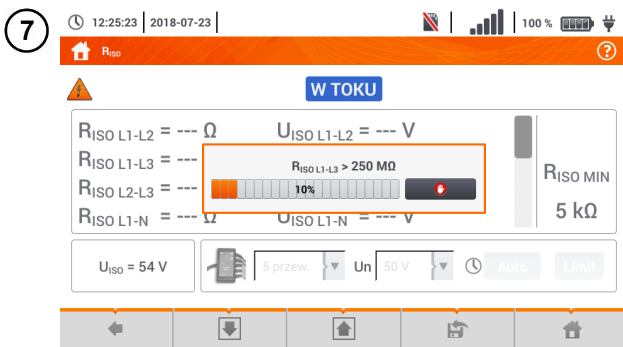 7
12:25:23 2018-07-23 100 %
RISO ?
W TOKU
RISO L1-L2 = --- Ω UISO L1-L2 = --- V
RISO L1-L3 = ---
RISO L1-L3 > 250 MΩ
RISO MIN
RISO L2-L3 = ---
10%
RISO L1-N = --- Ω UISO L1-N = --- V
5 kΩ
UISO = 54 V 5 przew. Un 50 V Auto Limit